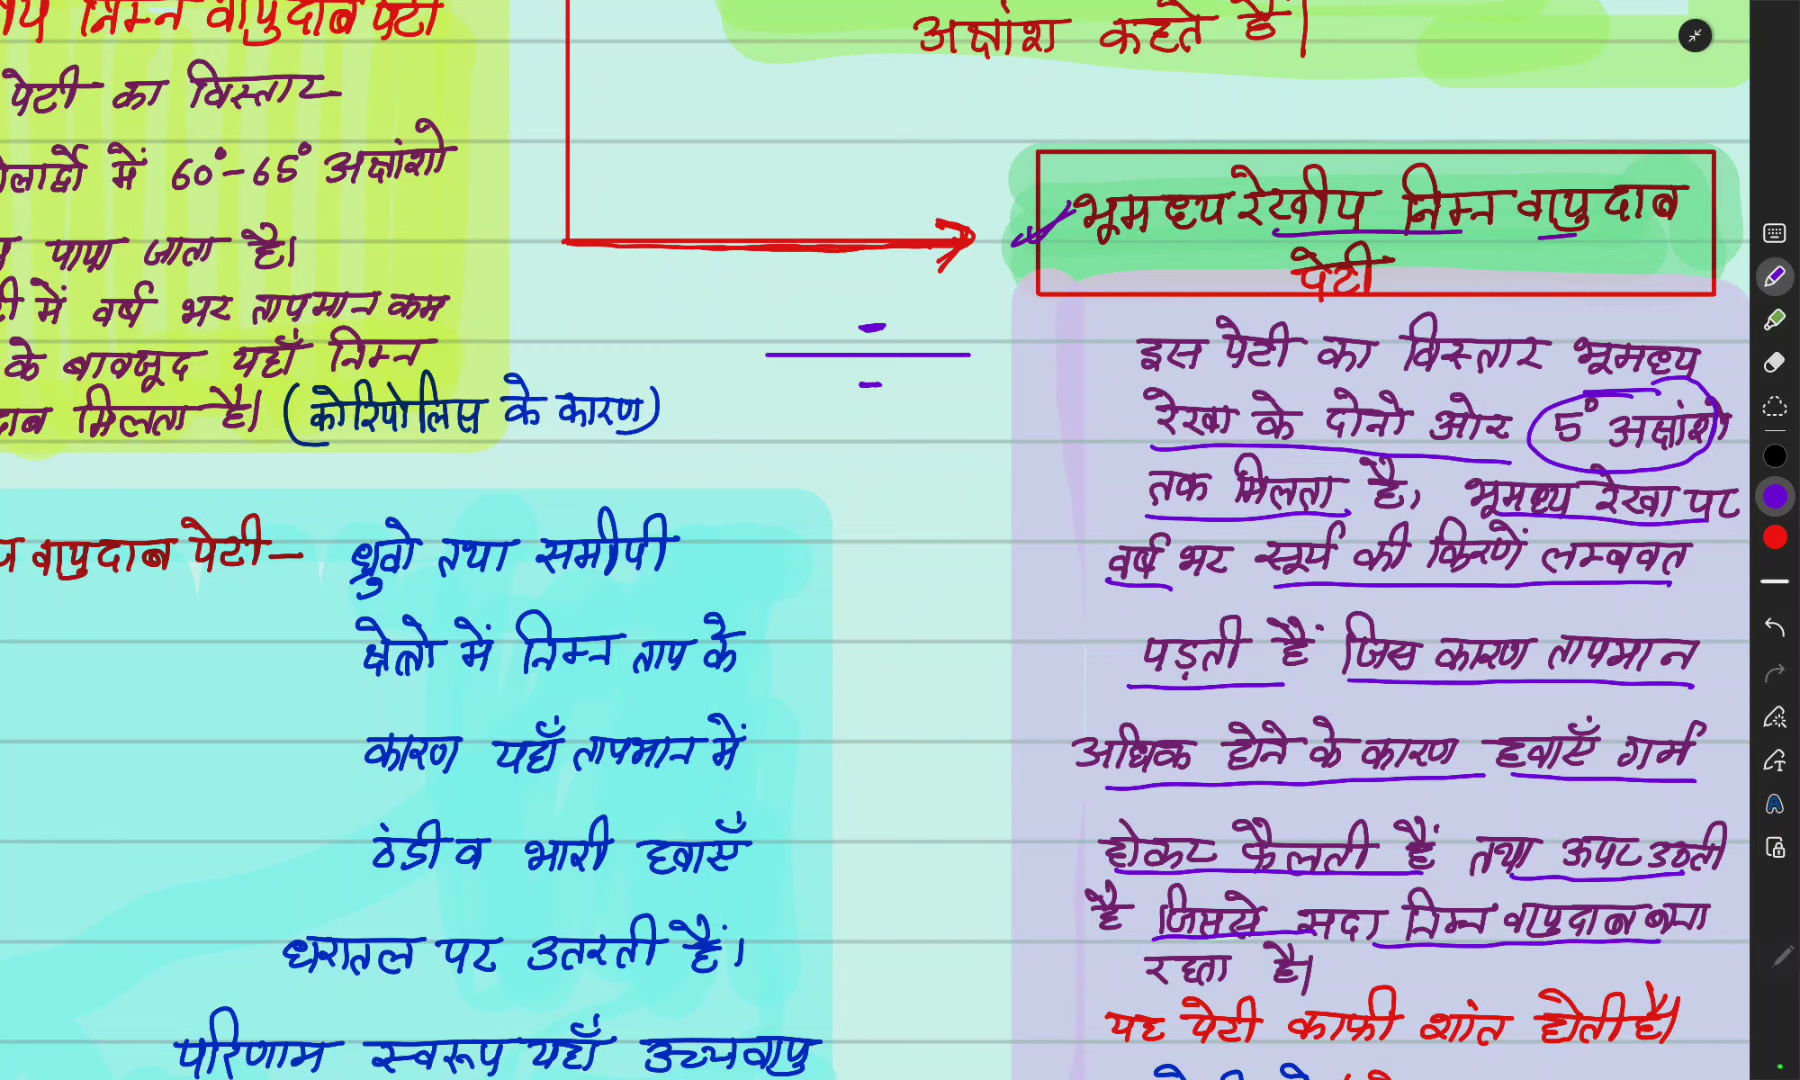 निम्न वायुदाब पेटी
पेटी का विस्तार
में 60°-65° अक्षांशो
पाया जाता है।
में वर्ष भर तापमान कम
के बावजूद यहाँ निम्न
दाब मिलता है। (कोरियोलिस के कारण)
वायुदाब पेटी— ध्रुवो तथा समीपी
क्षेत्रो में निम्न ताप के
कारण यहाँ तापमान में
ठंडी व भारी हवाएँ
धरातल पर उतरती हैं।
परिणाम स्वरूप यहाँ उच्चवायु
अक्षांश कहते हैं।
भूमध्य रेखीय निम्न वायुदाब
पेटी
इस पेटी का विस्तार भूमध्य
रेखा के दोनो ओर 5° अक्षांशो
तक मिलता है, भूमध्य रेखा पर
वर्ष भर सूर्य की किरणें लम्बवत
पड़ती हैं जिस कारण तापमान
अधिक होने के कारण हवाएँ गर्म
होकर फैलती हैं तथा ऊपर उठती
है जिससे सदा निम्न वायुदाब बना
रहता है।
यह पेटी काफी शांत होती है।